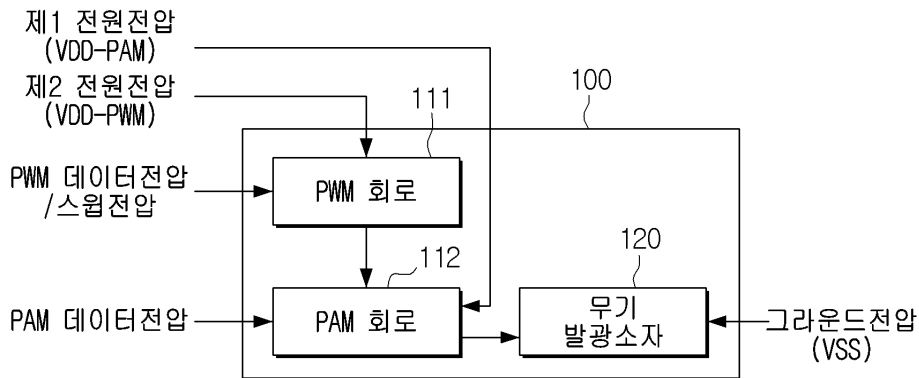 제1 전원전압
(VDD-PAM)
제2 전원전압
(VDD-PWM)
100
111
PWM 데이터전압
/스윕전압
PWM 회로
112
120
PAM 데이터전압
PAM 회로
무기
발광소자
그라운드전압
(VSS)